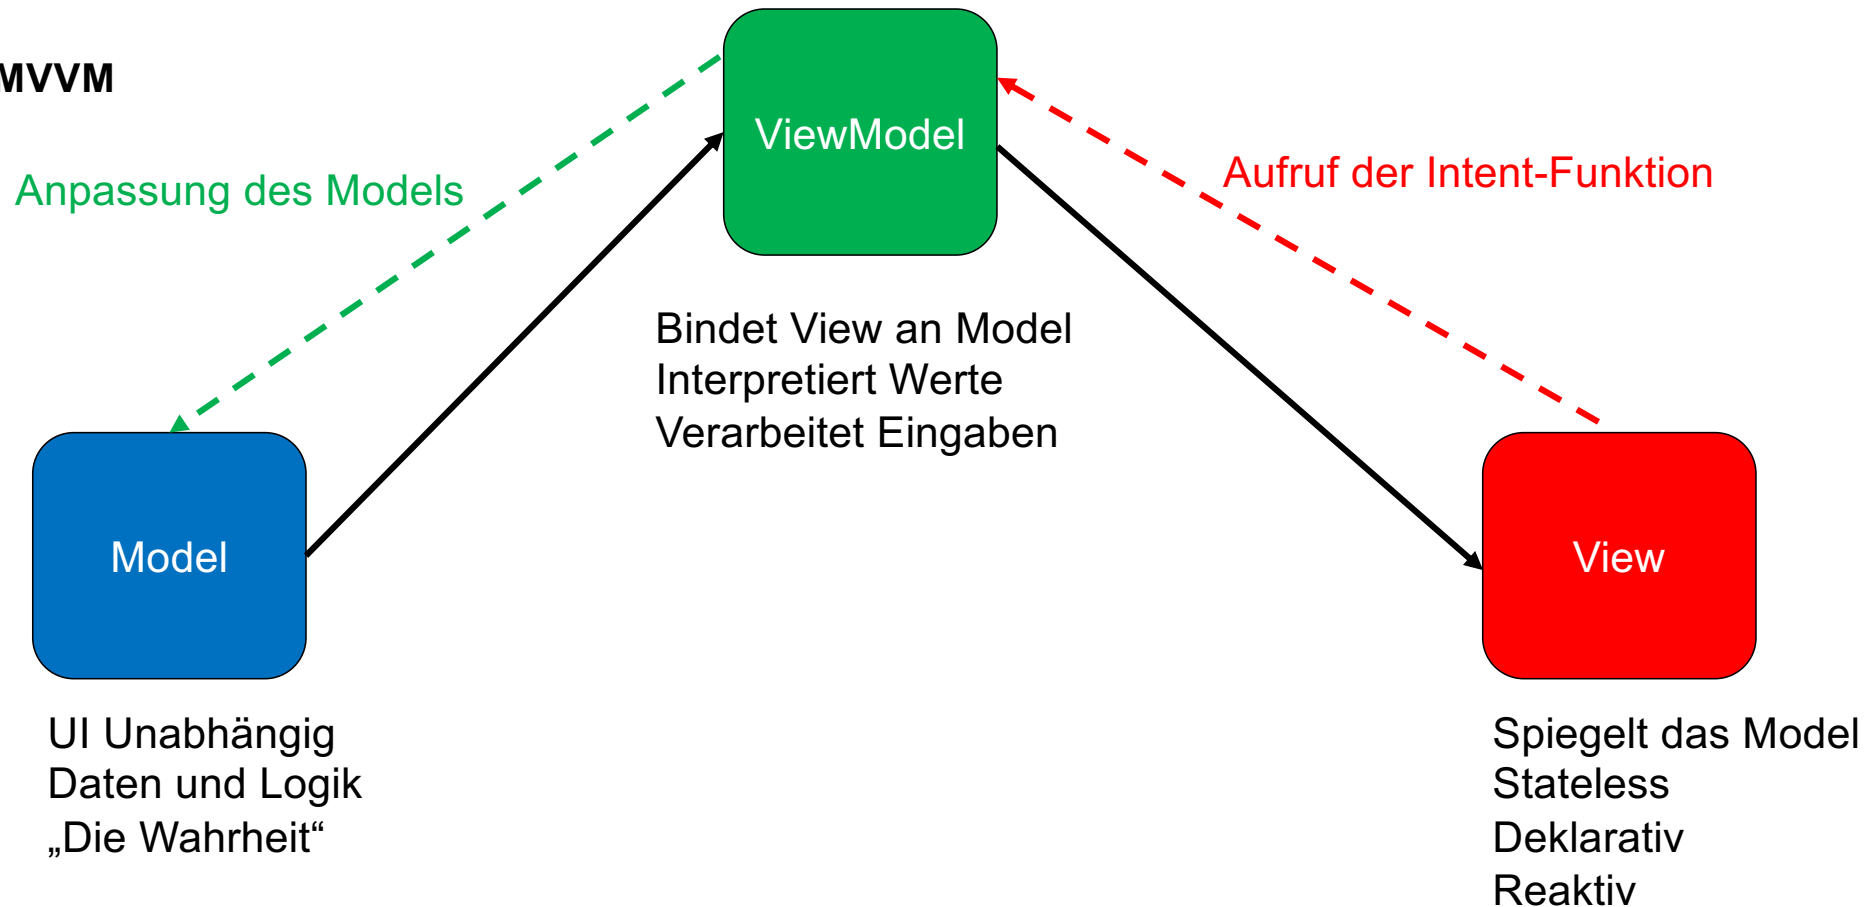 MVVM
ViewModel
Anpassung des Models
Aufruf der Intent-Funktion
Bindet View an Model
Interpretiert Werte
Verarbeitet Eingaben
Model
View
UI Unabhängig
Daten und Logik
„Die Wahrheit“
Spiegelt das Model
Stateless
Deklarativ
Reaktiv